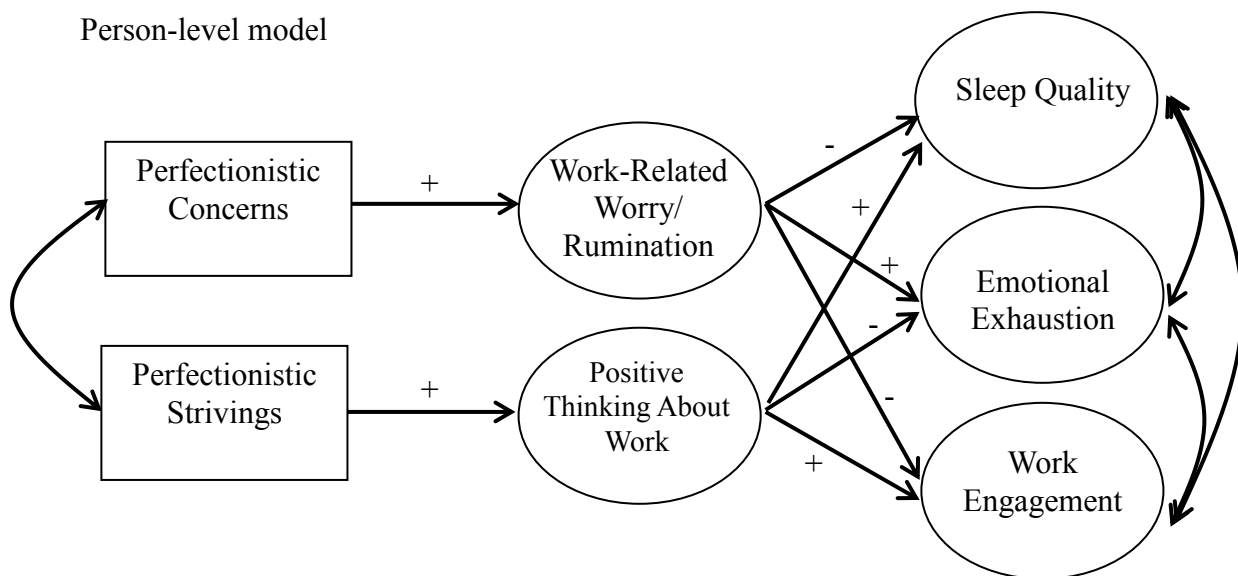 Person-level model
Perfectionistic
Concerns
+
Work-Related
Worry/
Rumination
-
+
+
-
-
+
Sleep Quality
Emotional
Exhaustion
Work
Engagement
Perfectionistic
Strivings
+
Positive
Thinking About
Work